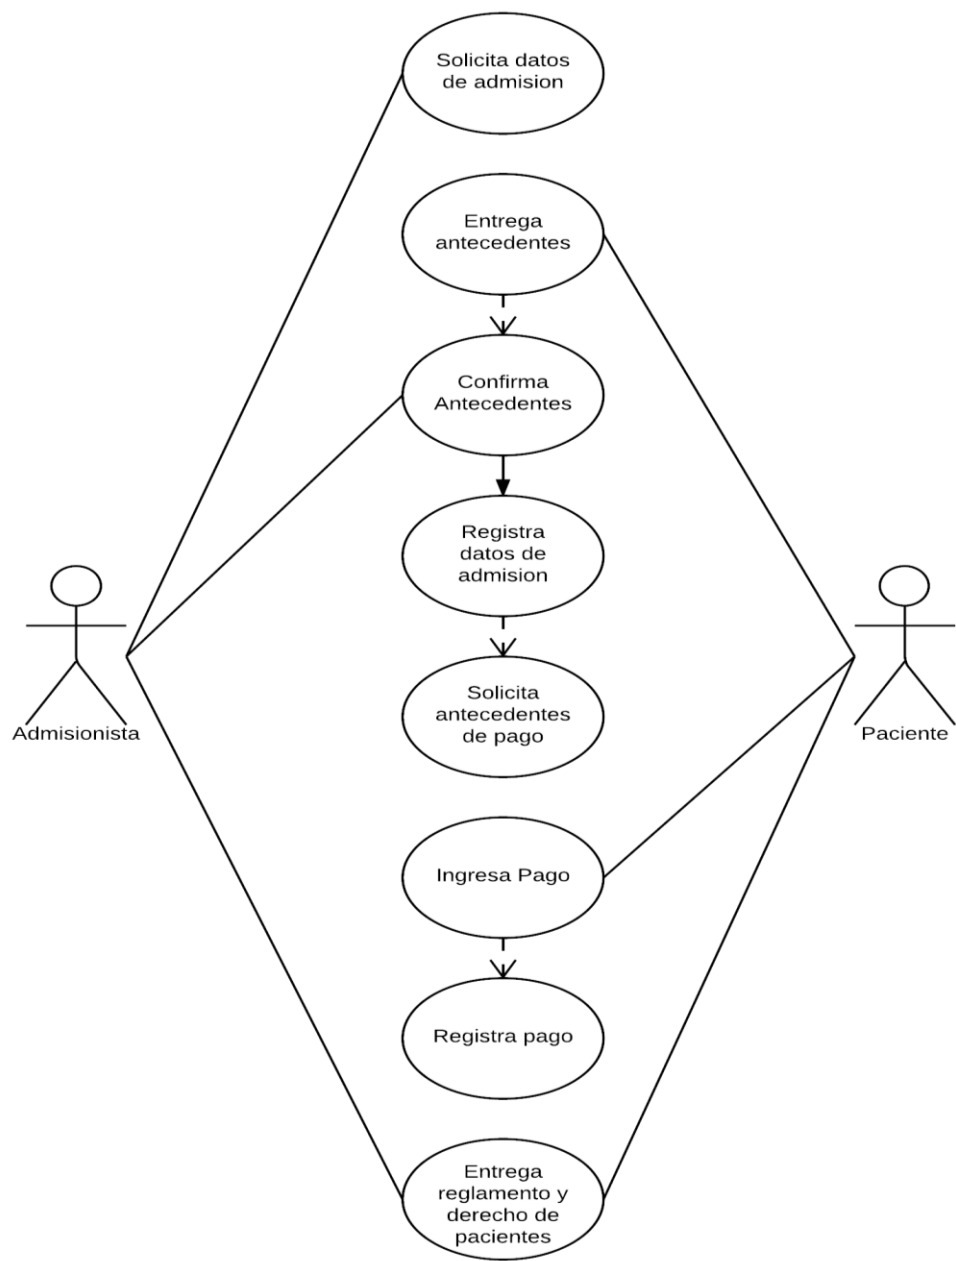 Solicita datos
de admision
Entrega
antecedentes
Confirma
Antecedentes
Registra
datos de
admision
Solicita
antecedentes
de pago
Admisionista
Paciente
Ingresa Pago
Registra pago
Entrega
reglamento y
derecho de
pacientes